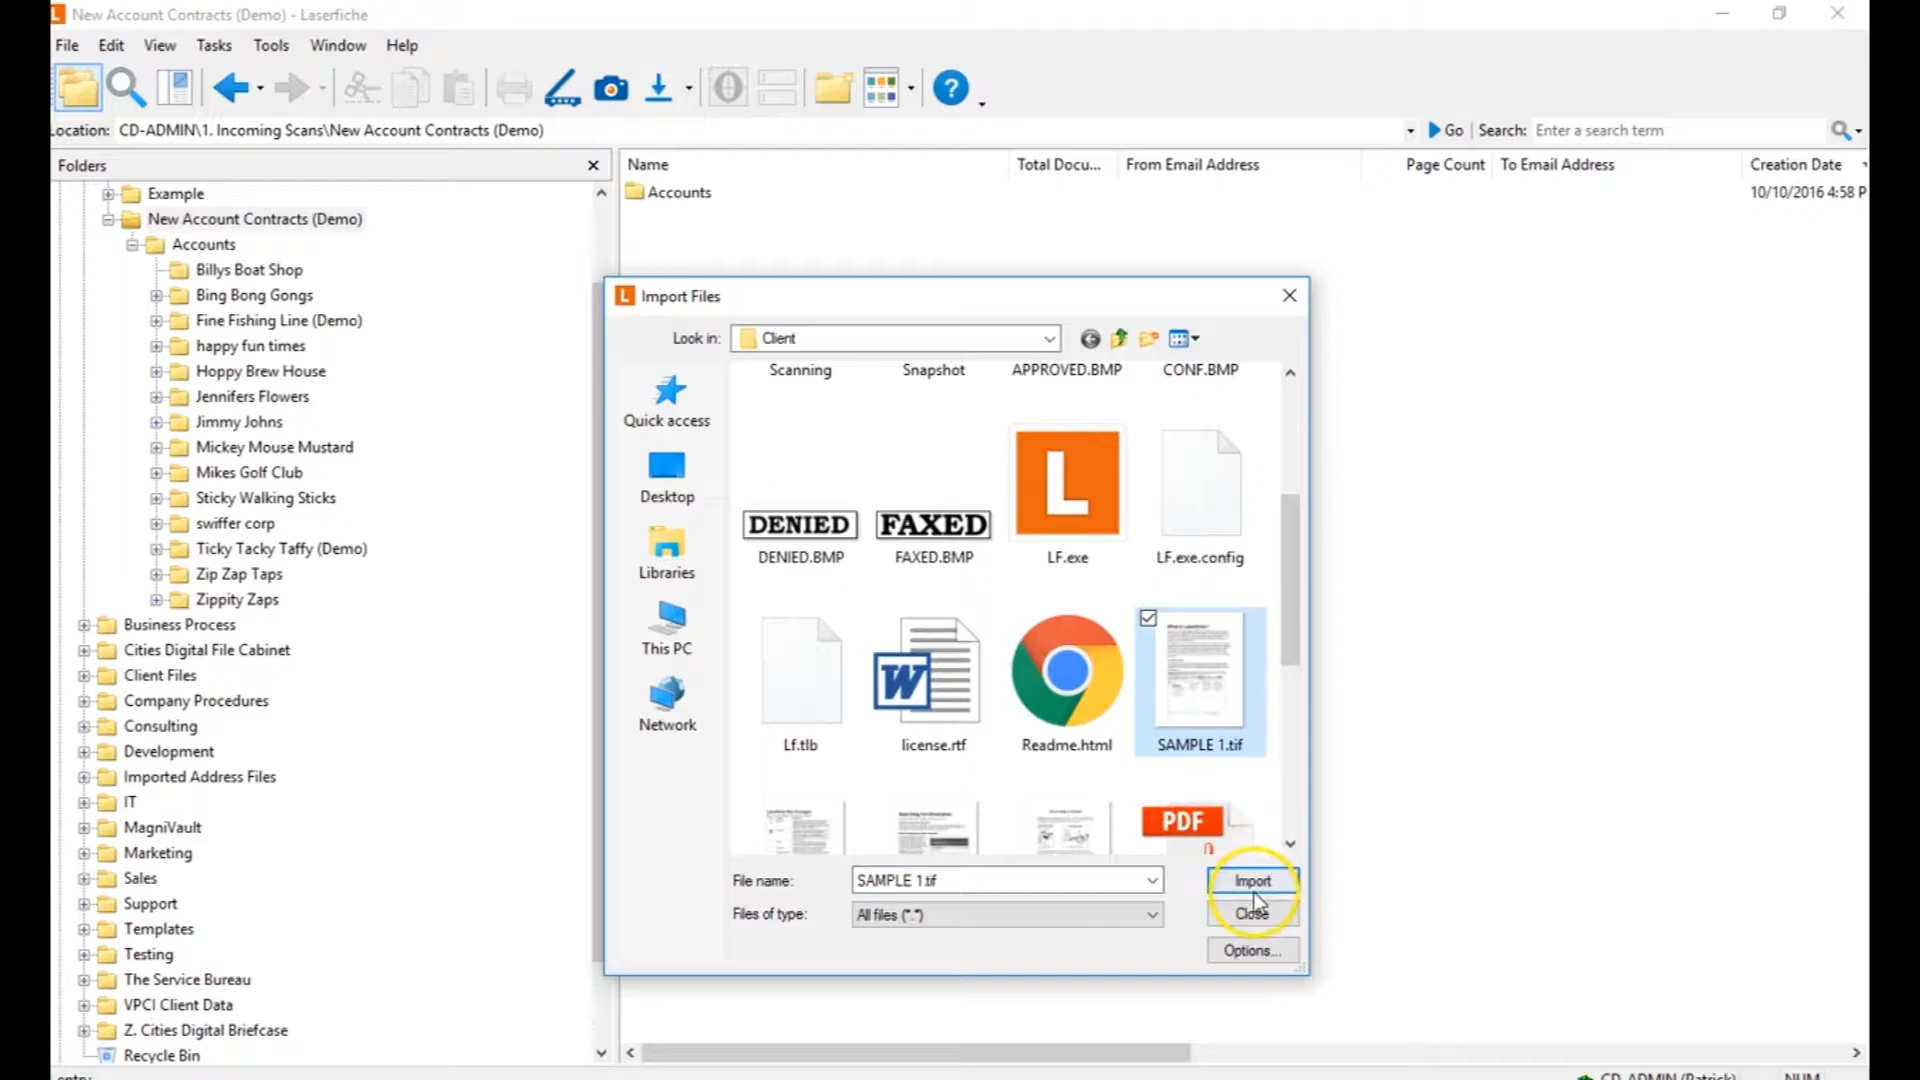 New Account Contracts (Demo) - Laserfiche
File Edit View Tasks Tools Window Help
Location: CD-ADMIN\1. Incoming Scans\New Account Contracts (Demo)
Go Search: Enter a search term
Folders
Name Total Docu... From Email Address Page Count To Email Address Creation Date
Accounts 10/10/2016 4:58 P
Example
New Account Contracts (Demo)
Accounts
Billys Boat Shop
Bing Bong Gongs
Fine Fishing Line (Demo)
happy fun times
Hoppy Brew House
Jennifers Flowers
Jimmy Johns
Mickey Mouse Mustard
Mikes Golf Club
Sticky Walking Sticks
swiffer corp
Ticky Tacky Taffy (Demo)
Zip Zap Taps
Zippity Zaps
Business Process
Cities Digital File Cabinet
Client Files
Company Procedures
Consulting
Development
Imported Address Files
IT
MagniVault
Marketing
Sales
Support
Templates
Testing
The Service Bureau
VPCI Client Data
Z. Cities Digital Briefcase
Recycle Bin
Import Files
Look in: Client
Quick access
Desktop
Libraries
This PC
Network
Scanning Snapshot APPROVED.BMP CONF.BMP
DENIED FAXED L
DENIED.BMP FAXED.BMP LF.exe LF.exe.config
W
Lf.tlb license.rtf Readme.html SAMPLE 1.tif
PDF
File name: SAMPLE 1.tif Import
Files of type: All files (*.*) Close
Options...
entry
CD-ADMIN (Patrick) NUM